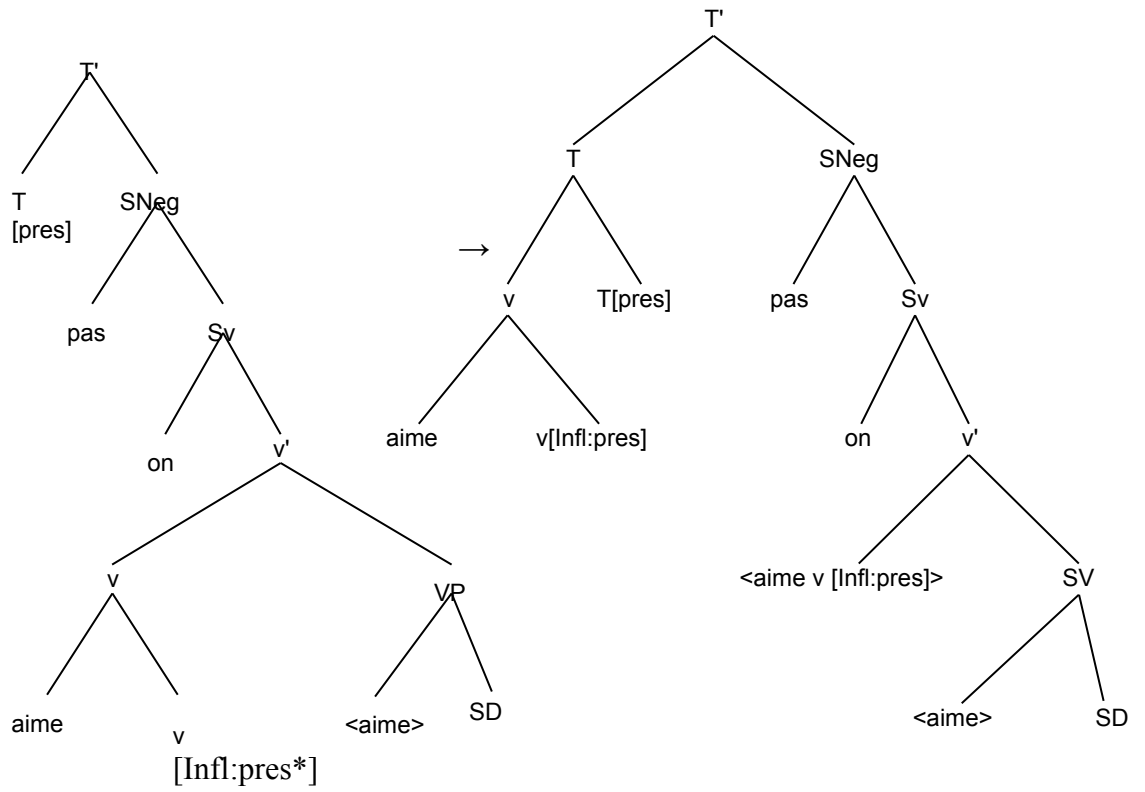 T'
T
[pres]
SNeg
pas
Sv
on
v'
v
VP
aime
v
[Infl:pres*]
<aime>
SD
→
T'
T
SNeg
v
T[pres]
pas
Sv
aime
v[Infl:pres]
on
v'
<aime v [Infl:pres]>
SV
<aime>
SD